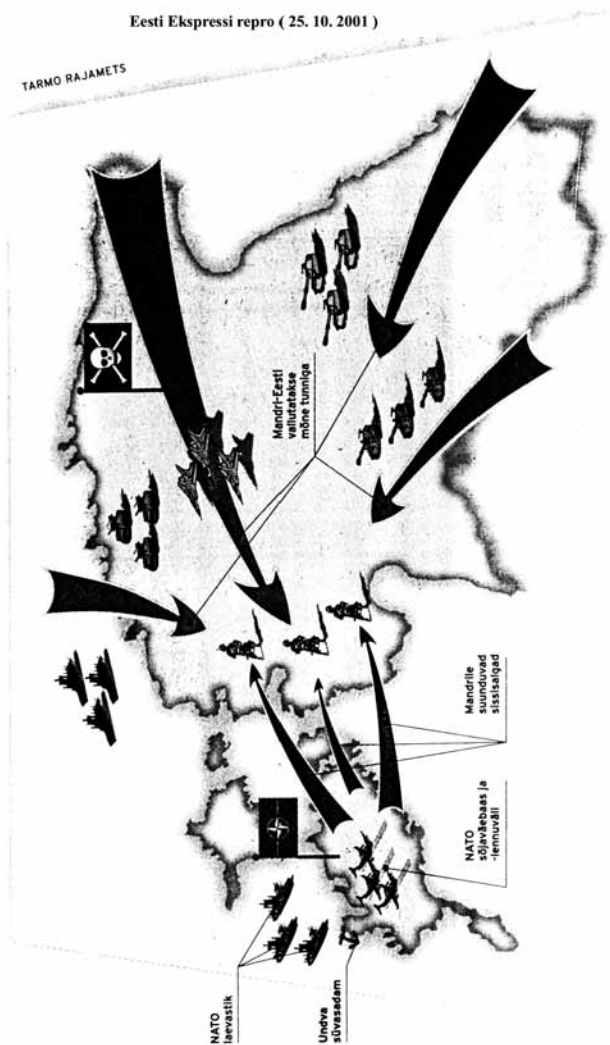 Eesti Ekspressi repro ( 25. 10. 2001 )
TARMO RAJAMETS
Mandri-Eesti
vallutatakse
mõne tunniga
Mandrile
suunduvad
sissisalgad
NATO
sõjaväebaas ja
-lennuväli
NATO
laevastik
Undva
süvasadam